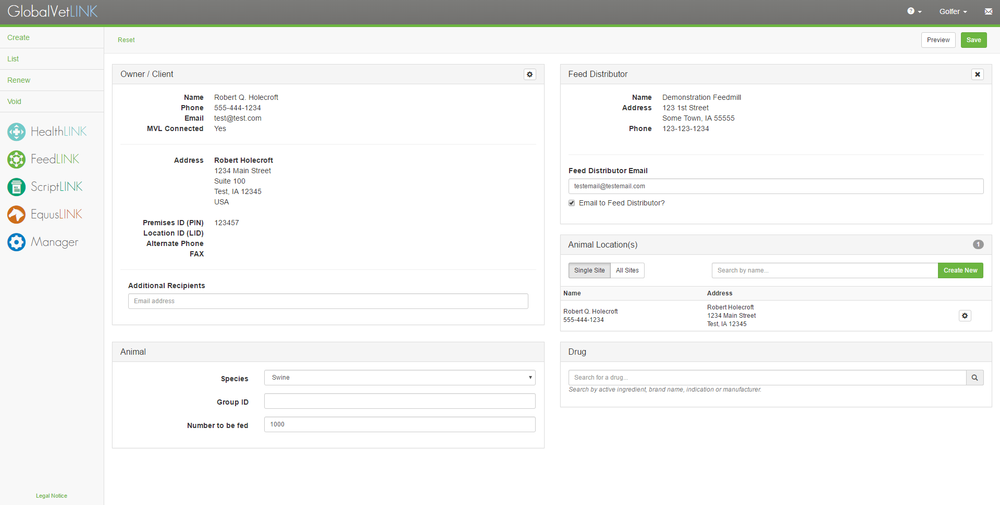 GlobalVetLINK
?
Golfer
Create
List
Renew
Void
HealthLINK
FeedLINK
ScriptLINK
EquusLINK
Manager
Legal Notice
Reset
Preview
Save
Owner / Client
Name Robert Q. Holecroft
Phone 555-444-1234
Email test@test.com
MVL Connected Yes
Address Robert Holecroft
1234 Main Street
Suite 100
Test, IA 12345
USA
Premises ID (PIN) 123457
Location ID (LID)
Alternate Phone
FAX
Additional Recipients
Email address
Feed Distributor
Name Demonstration Feedmill
Address 123 1st Street
Some Town, IA 55555
Phone 123-123-1234
Feed Distributor Email
testemail@testemail.com
Email to Feed Distributor?
Animal Location(s) 1
Single Site All Sites Search by name... Create New
Name Address
Robert Q. Holecroft
555-444-1234
Robert Holecroft
1234 Main Street
Test, IA 12345
Animal
Species Swine
Group ID
Number to be fed 1000
Drug
Search for a drug...
Search by active ingredient, brand name, indication or manufacturer.